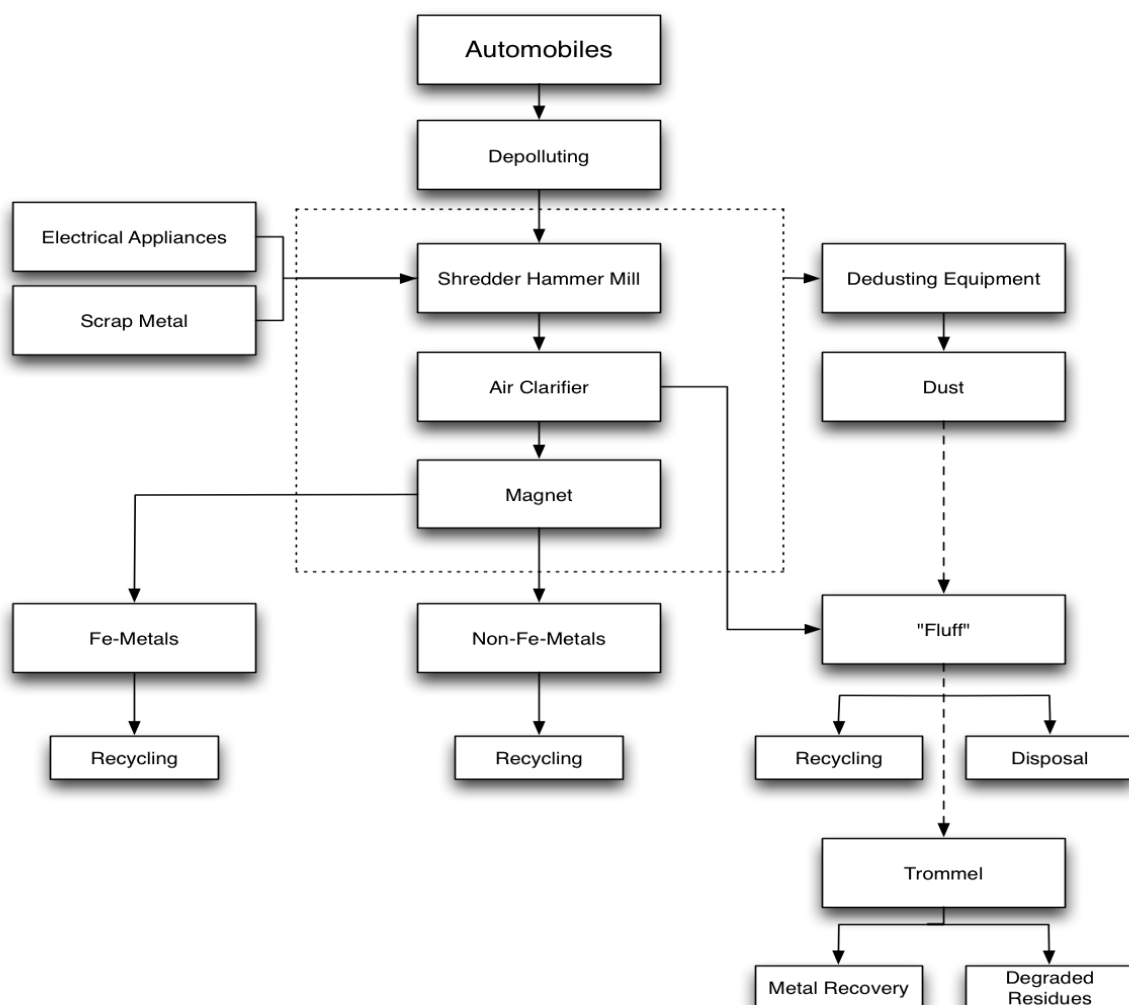 Automobiles
Depolluting
Electrical Appliances
Shredder Hammer Mill
Dedusting Equipment
Scrap Metal
Air Clarifier
Dust
Magnet
Fe-Metals
Non-Fe-Metals
"Fluff"
Recycling
Recycling
Recycling
Disposal
Trommel
Metal Recovery
Degraded
Residues